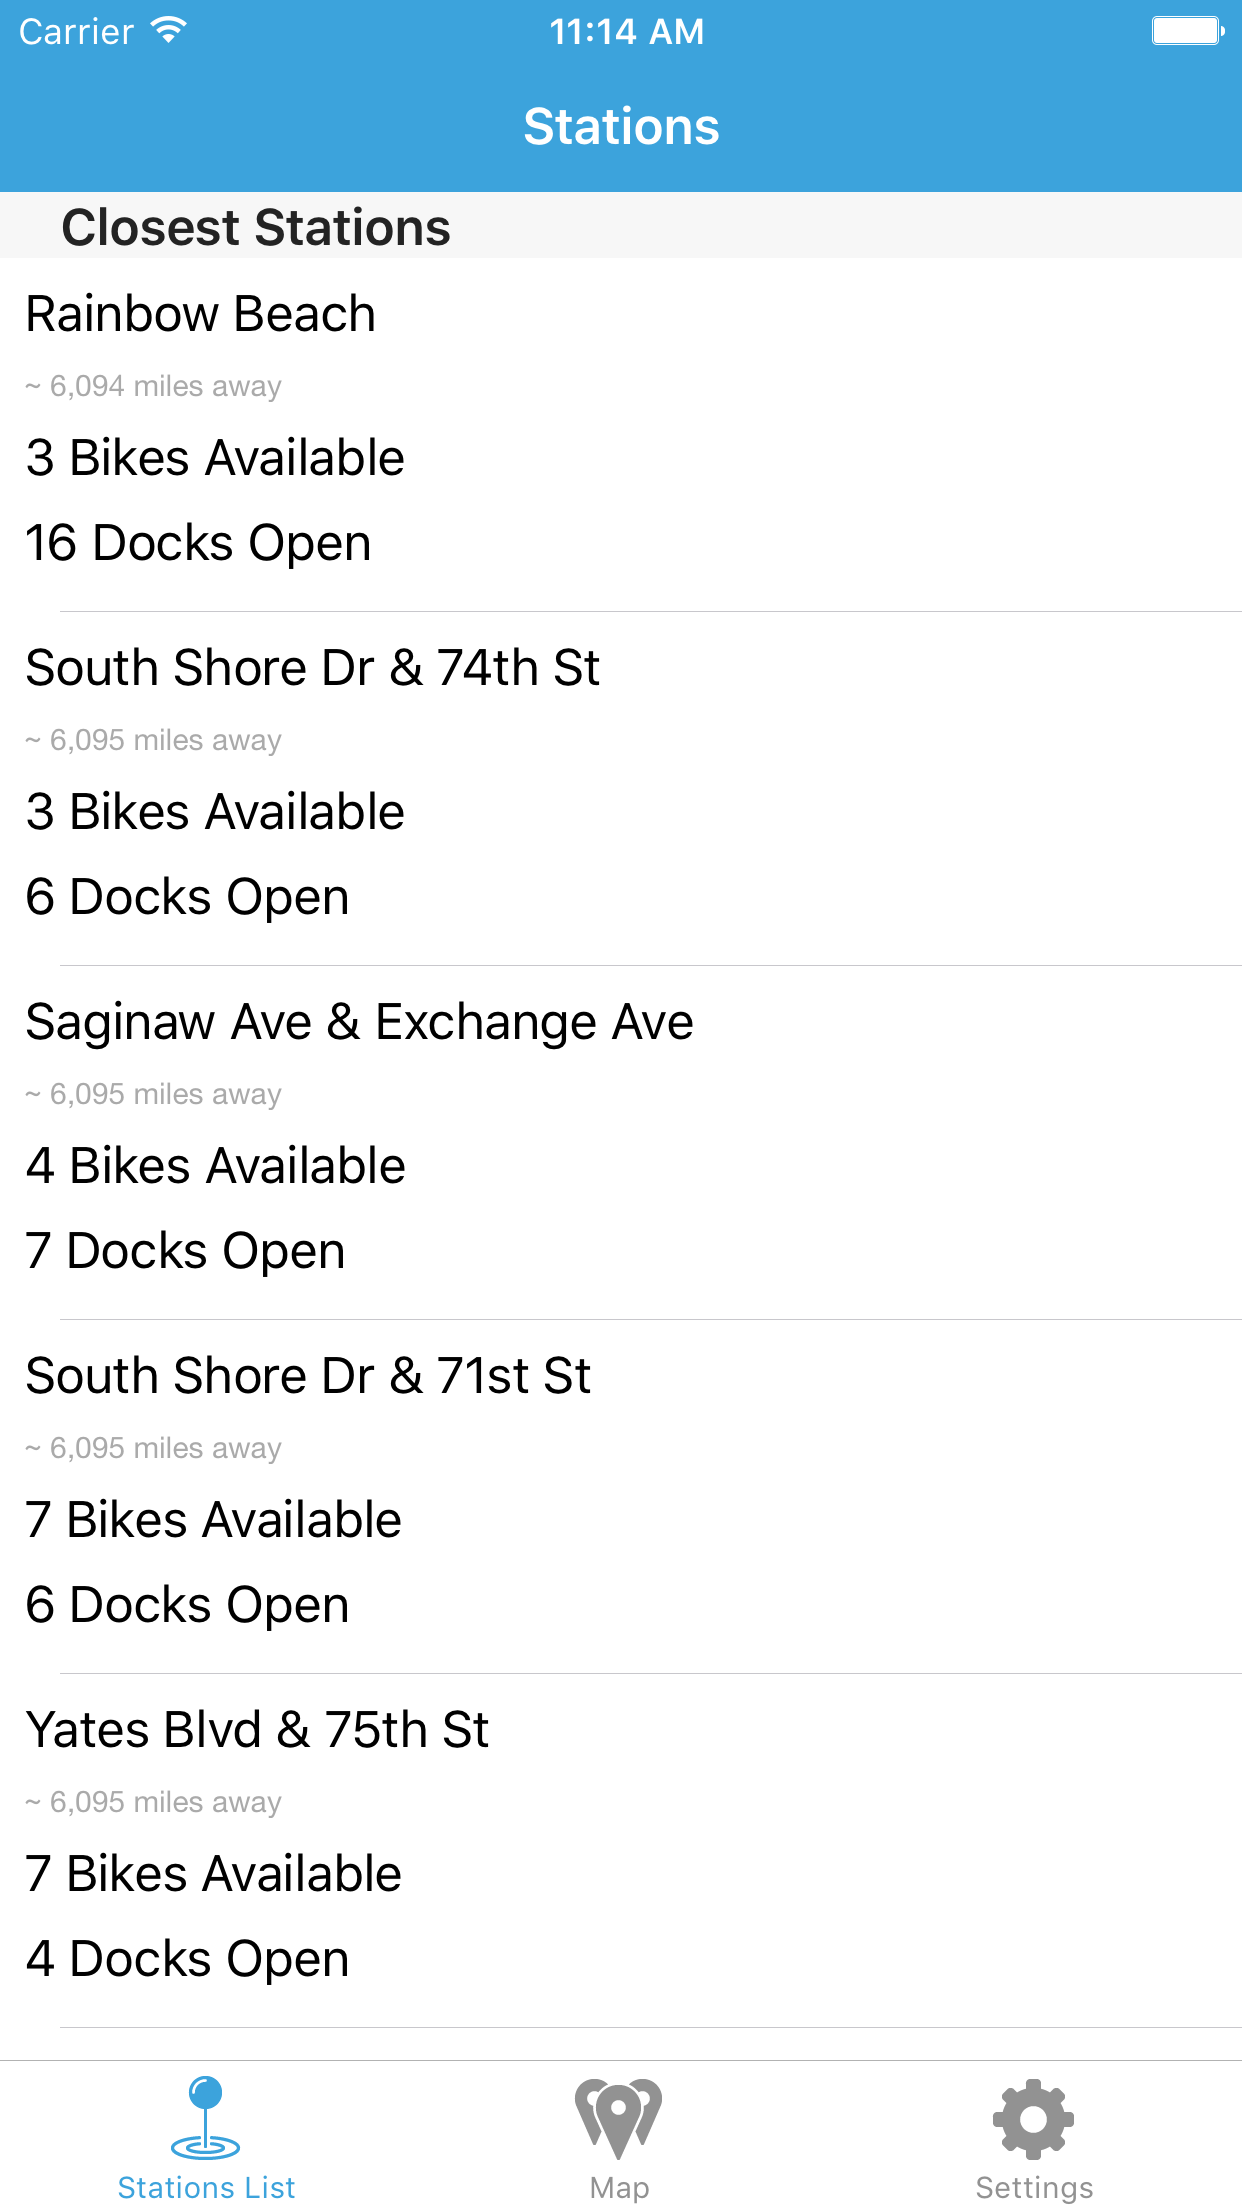 Carrier 11:14 AM
Stations
Closest Stations
Rainbow Beach
~ 6,094 miles away
3 Bikes Available
16 Docks Open
South Shore Dr & 74th St
~ 6,095 miles away
3 Bikes Available
6 Docks Open
Saginaw Ave & Exchange Ave
~ 6,095 miles away
4 Bikes Available
7 Docks Open
South Shore Dr & 71st St
~ 6,095 miles away
7 Bikes Available
6 Docks Open
Yates Blvd & 75th St
~ 6,095 miles away
7 Bikes Available
4 Docks Open
Stations List Map Settings